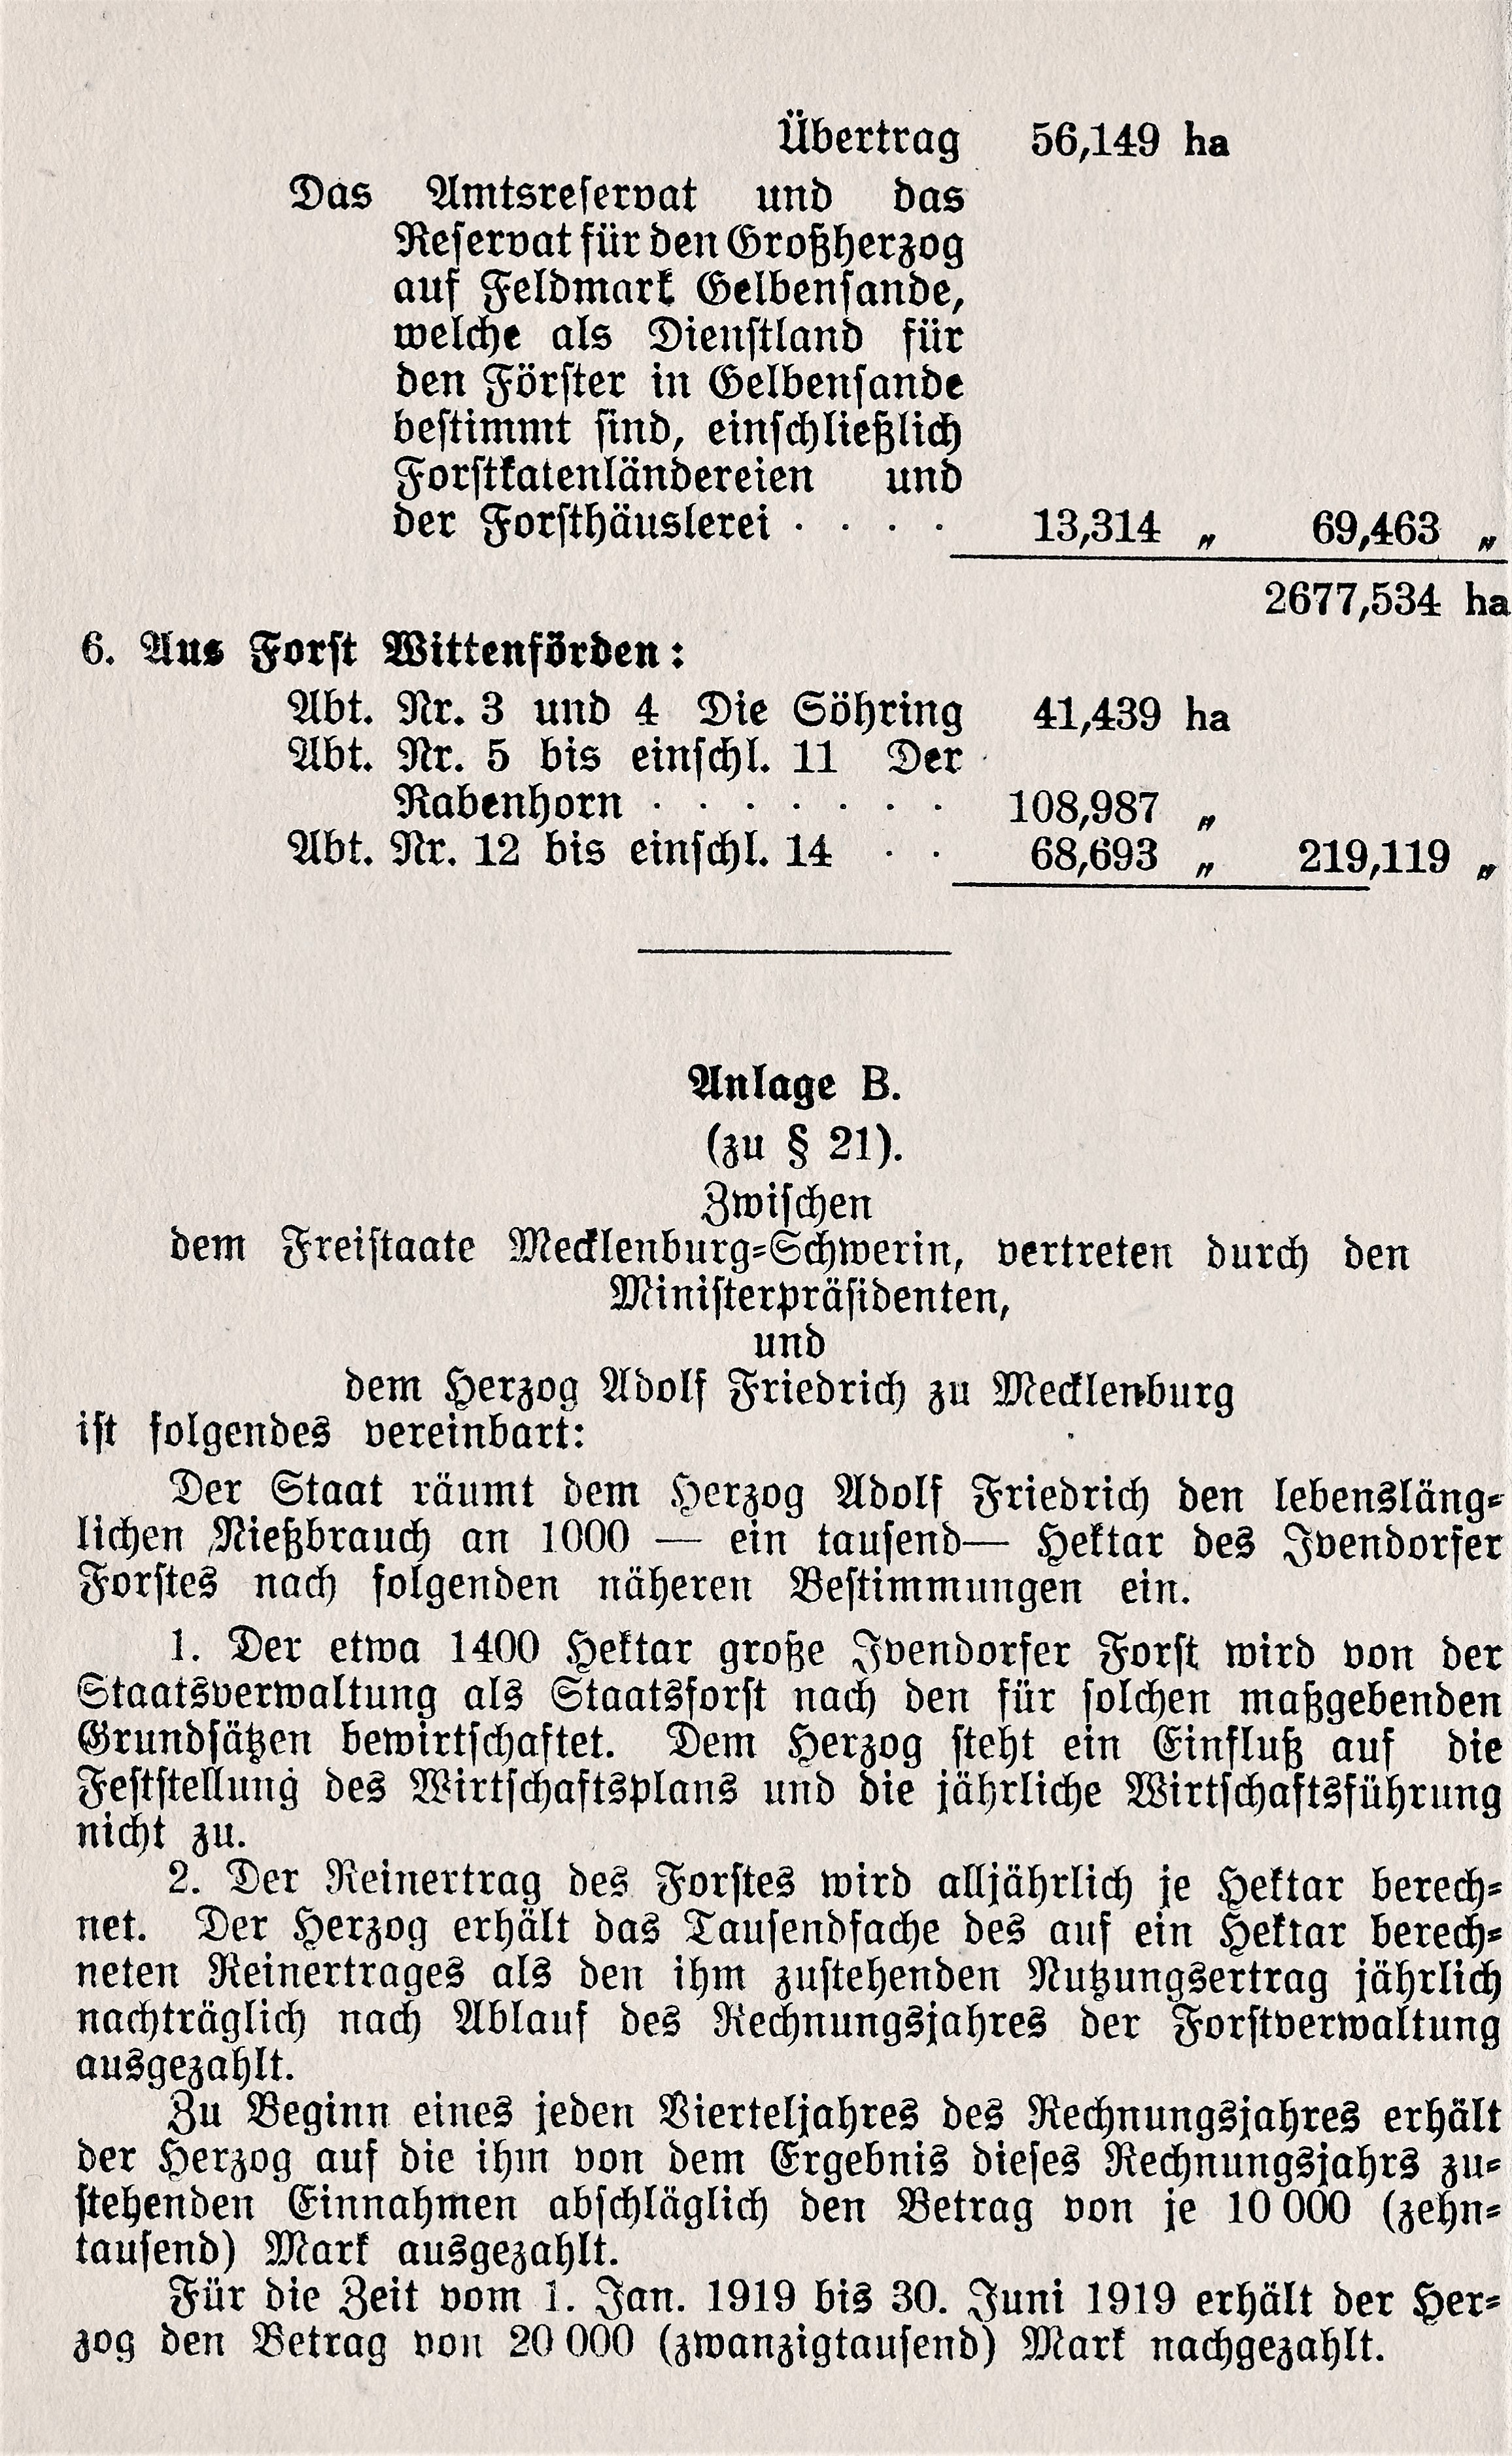 Übertrag 56,149 ha
Das Amtsreservat und das
Reservat für den Großherzog
auf Feldmark Gelbensande,
welche als Dienstland für
den Förster in Gelbensande
bestimmt sind, einschließlich
Forstkatenländereien und
der Forsthäuslerei . . . . 13,314 „ 69,463 „
2677,534 ha
6. Aus Forst Wittenförden:
Abt. Nr. 3 und 4 Die Söhring 41,439 ha
Abt. Nr. 5 bis einschl. 11 Der
Rabenhorn . . . . . . . 108,987 „
Abt. Nr. 12 bis einschl. 14 . . 68,693 „ 219,119 „
Anlage B.
(zu § 21).
Zwischen
dem Freistaate Mecklenburg-Schwerin, vertreten durch den
Ministerpräsidenten,
und
dem Herzog Adolf Friedrich zu Mecklenburg
ist folgendes vereinbart:
Der Staat räumt dem Herzog Adolf Friedrich den lebensläng-
lichen Nießbrauch an 1000 — ein tausend— Hektar des Ivendorfer
Forstes nach folgenden näheren Bestimmungen ein.
1. Der etwa 1400 Hektar große Ivendorfer Forst wird von der
Staatsverwaltung als Staatsforst nach den für solchen maßgebenden
Grundsätzen bewirtschaftet. Dem Herzog steht ein Einfluß auf die
Feststellung des Wirtschaftsplans und die jährliche Wirtschaftsführung
nicht zu.
2. Der Reinertrag des Forstes wird alljährlich je Hektar berech-
net. Der Herzog erhält das Tausendfache des auf ein Hektar berech-
neten Reinertrages als den ihm zustehenden Nutzungsertrag jährlich
nachträglich nach Ablauf des Rechnungsjahres der Forstverwaltung
ausgezahlt.
Zu Beginn eines jeden Vierteljahres des Rechnungsjahres erhält
der Herzog auf die ihm von dem Ergebnis dieses Rechnungsjahrs zu-
stehenden Einnahmen abschläglich den Betrag von je 10 000 (zehn-
tausend) Mark ausgezahlt.
Für die Zeit vom 1. Jan. 1919 bis 30. Juni 1919 erhält der Her-
zog den Betrag von 20 000 (zwanzigtausend) Mark nachgezahlt.